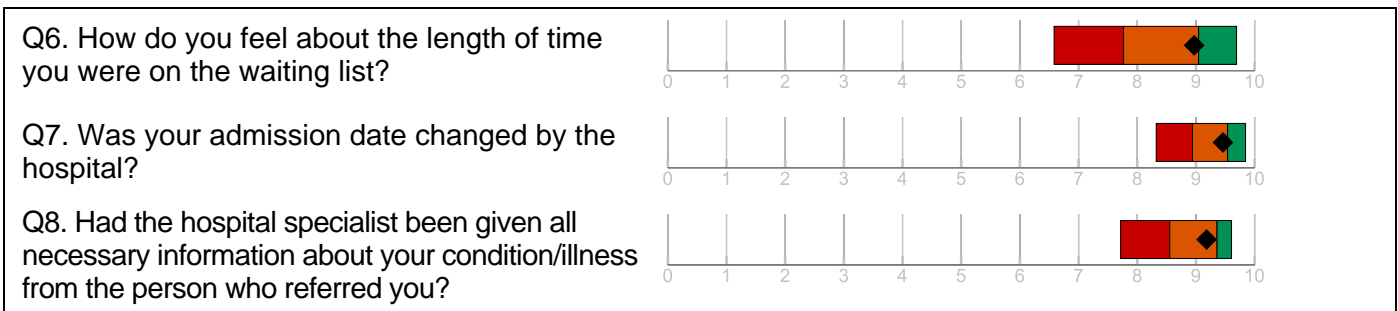 Q6. How do you feel about the length of time
you were on the waiting list?
0 1 2 3 4 5 6 7 8 9 10
Q7. Was your admission date changed by the
hospital?
0 1 2 3 4 5 6 7 8 9 10
Q8. Had the hospital specialist been given all
necessary information about your condition/illness
from the person who referred you?
0 1 2 3 4 5 6 7 8 9 10